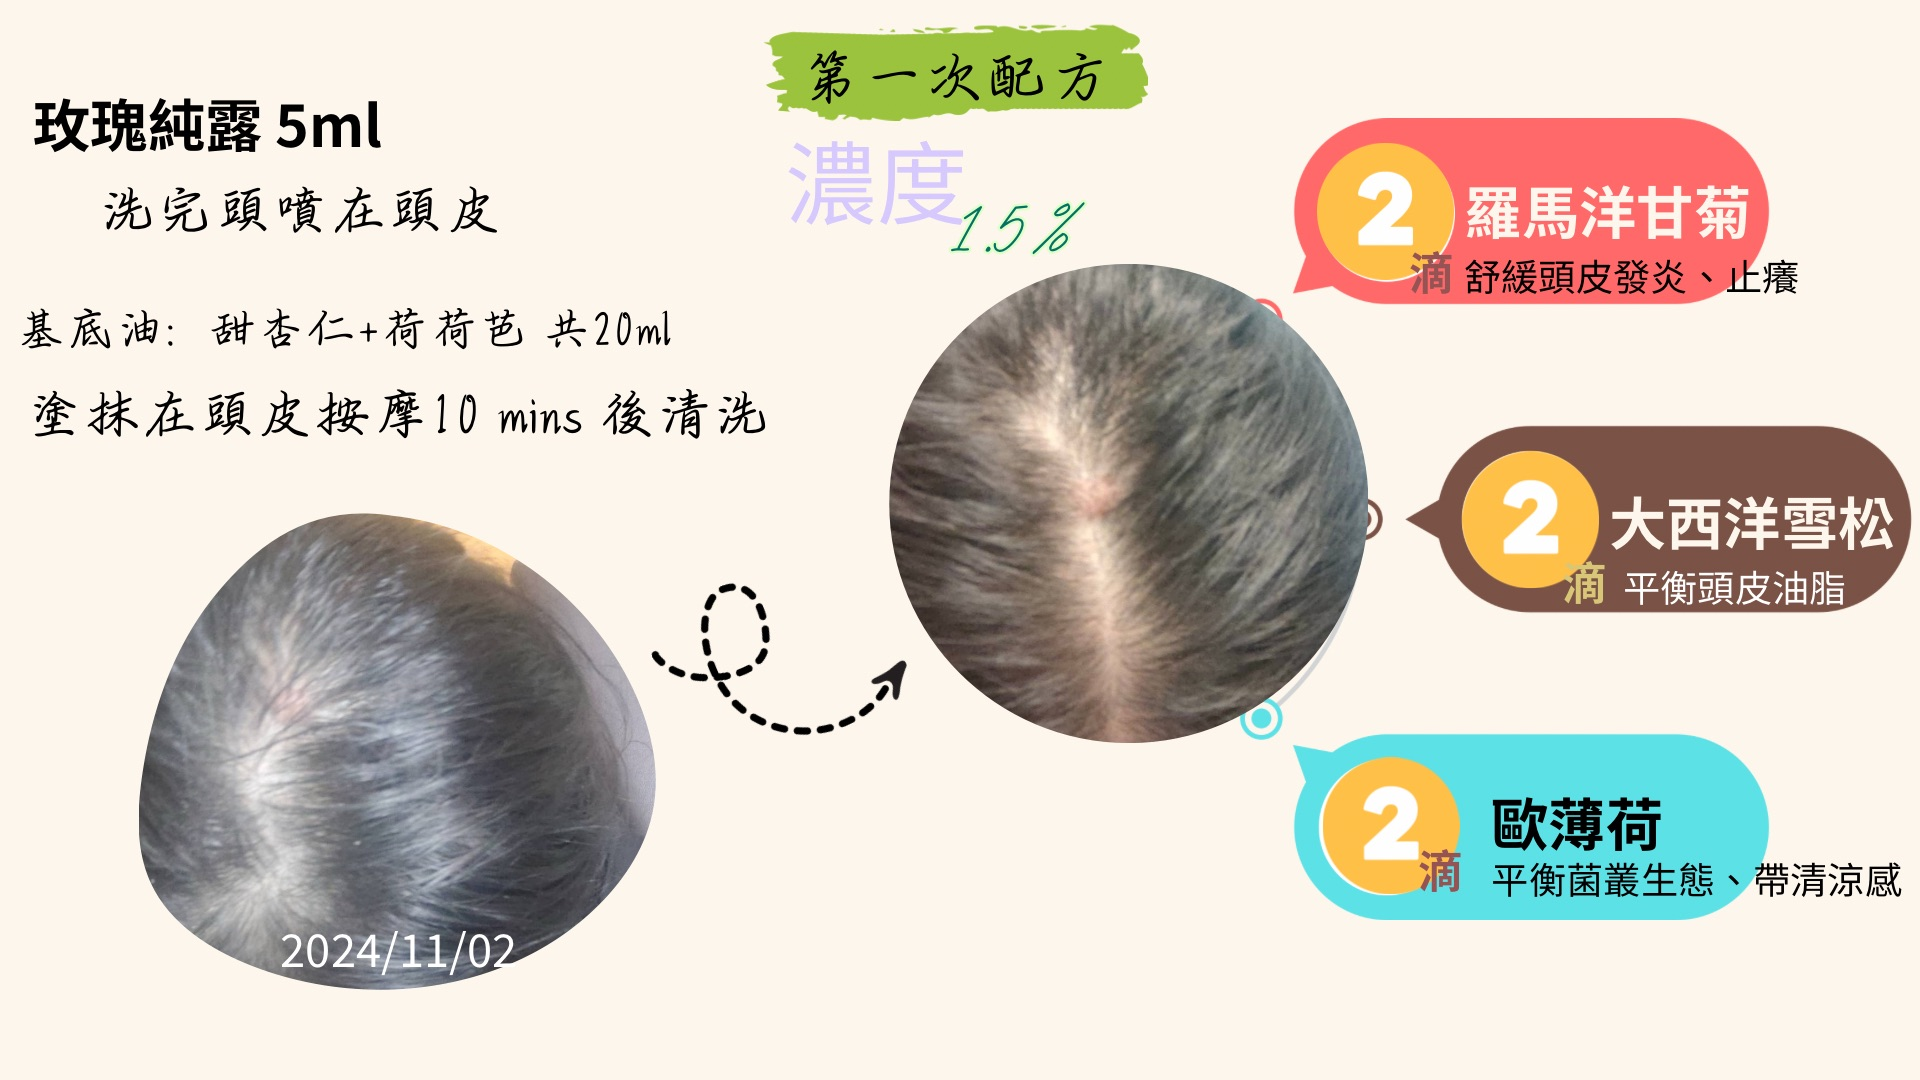 第一次配方
玫瑰純露 5ml
洗完頭噴在頭皮
濃度
1.5%
基底油: 甜杏仁+荷荷芭 共20ml
塗抹在頭皮按摩10 mins 後清洗
2024/11/02
2
滴
羅馬洋甘菊
舒緩頭皮發炎、止癢
2
滴
大西洋雪松
平衡頭皮油脂
2
滴
歐薄荷
平衡菌叢生態、帶清涼感